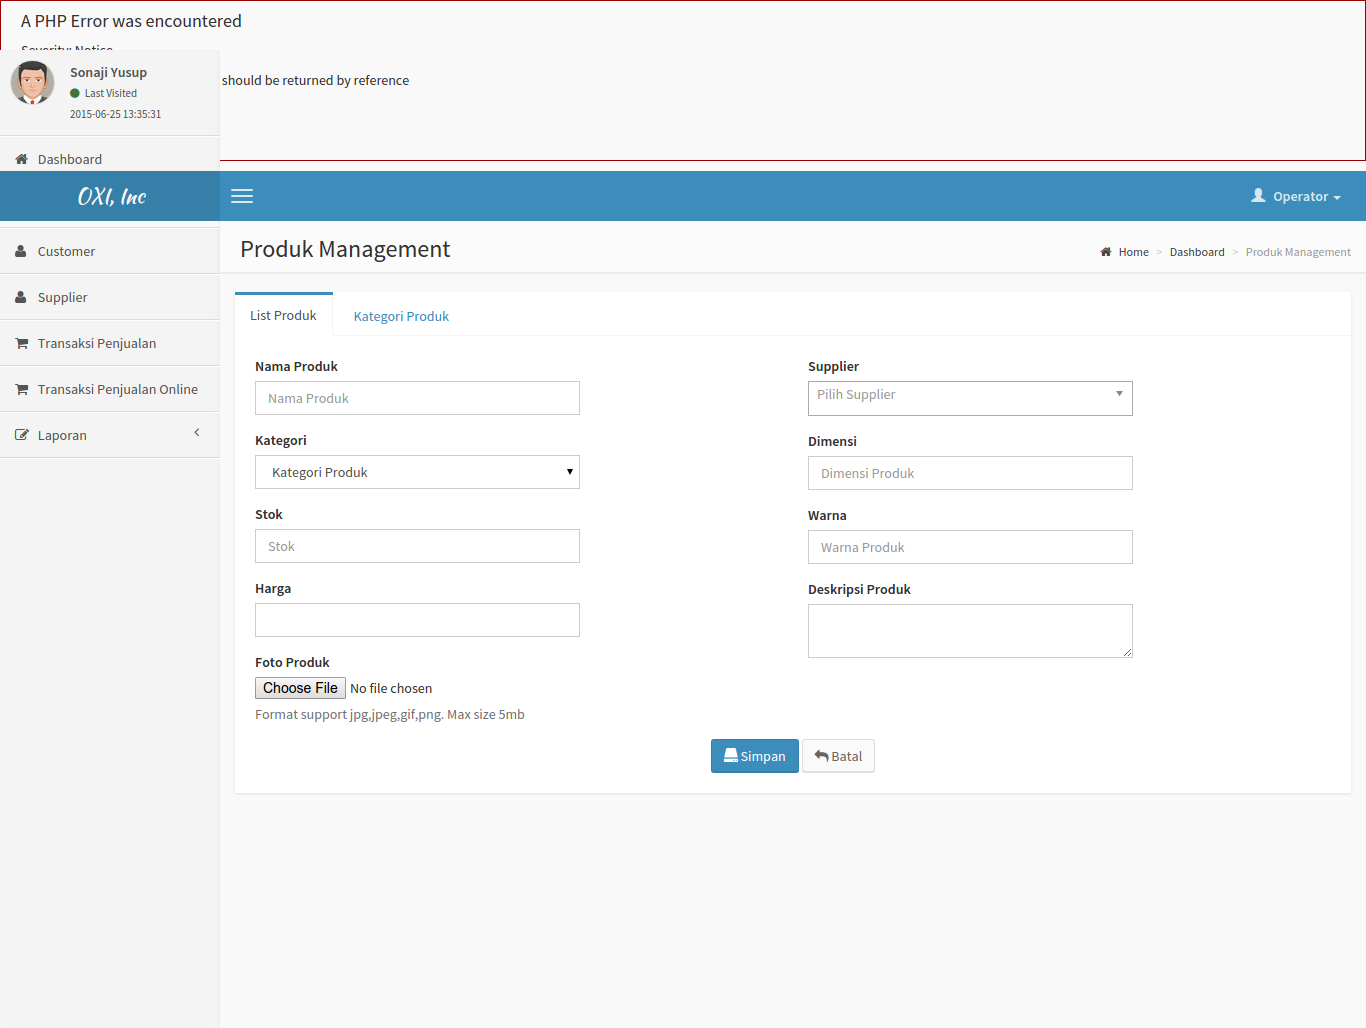 A PHP Error was encountered
Severity: Notice
should be returned by reference
Sonaji Yusup
Last Visited
2015-06-25 13:35:31
Dashboard
OXI, Inc
Operator
Customer
Supplier
Transaksi Penjualan
Transaksi Penjualan Online
Laporan
Produk Management
Home > Dashboard > Produk Management
List Produk
Kategori Produk
Nama Produk
Nama Produk
Kategori
Kategori Produk
Stok
Stok
Harga
Foto Produk
Choose File No file chosen
Format support jpg,jpeg,gif,png. Max size 5mb
Supplier
Pilih Supplier
Dimensi
Dimensi Produk
Warna
Warna Produk
Deskripsi Produk
Simpan
Batal